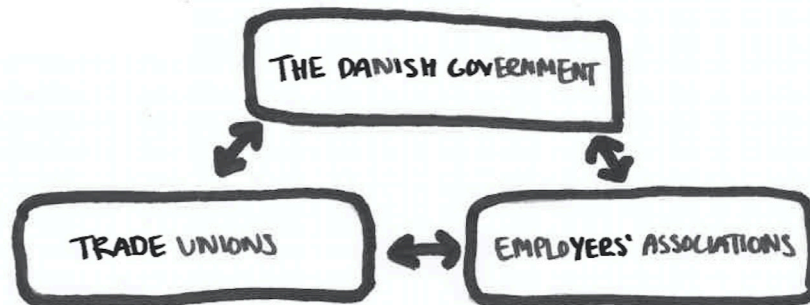 THE DANISH GOVERNMENT
TRADE UNIONS
EMPLOYERS' ASSOCIATIONS